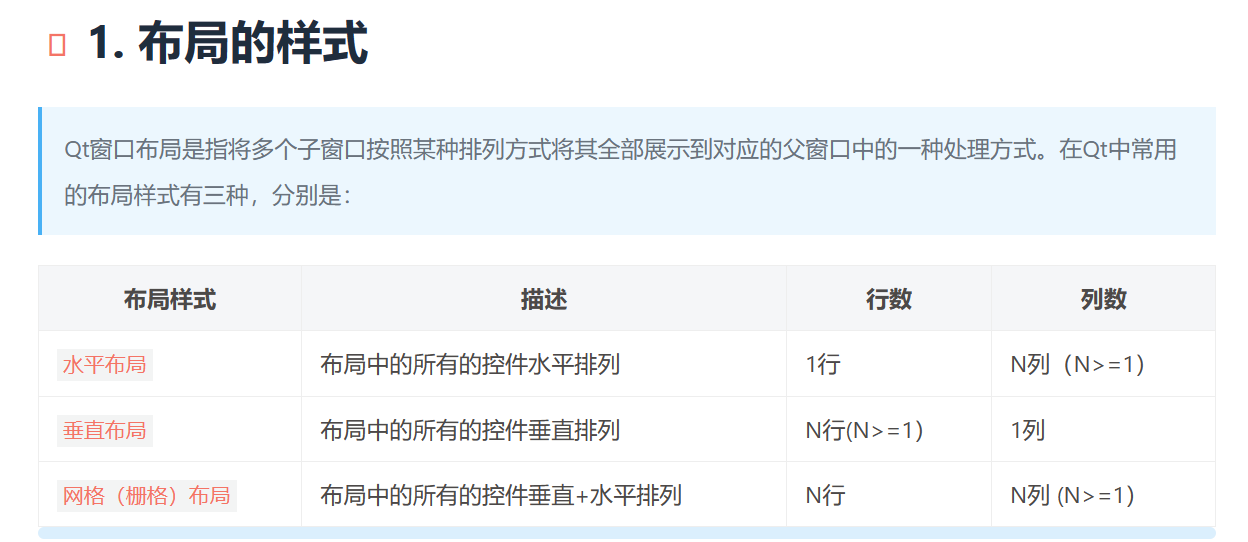 1. 布局的样式
Qt窗口布局是指将多个子窗口按照某种排列方式将其全部展示到对应的父窗口中的一种处理方式。在Qt中常用
的布局样式有三种，分别是：
布局样式 描述 行数 列数
水平布局 布局中的所有的控件水平排列 1行 N列（N>=1）
垂直布局 布局中的所有的控件垂直排列 N行(N>=1） 1列
网格（栅格）布局 布局中的所有的控件垂直+水平排列 N行 N列 (N>=1）